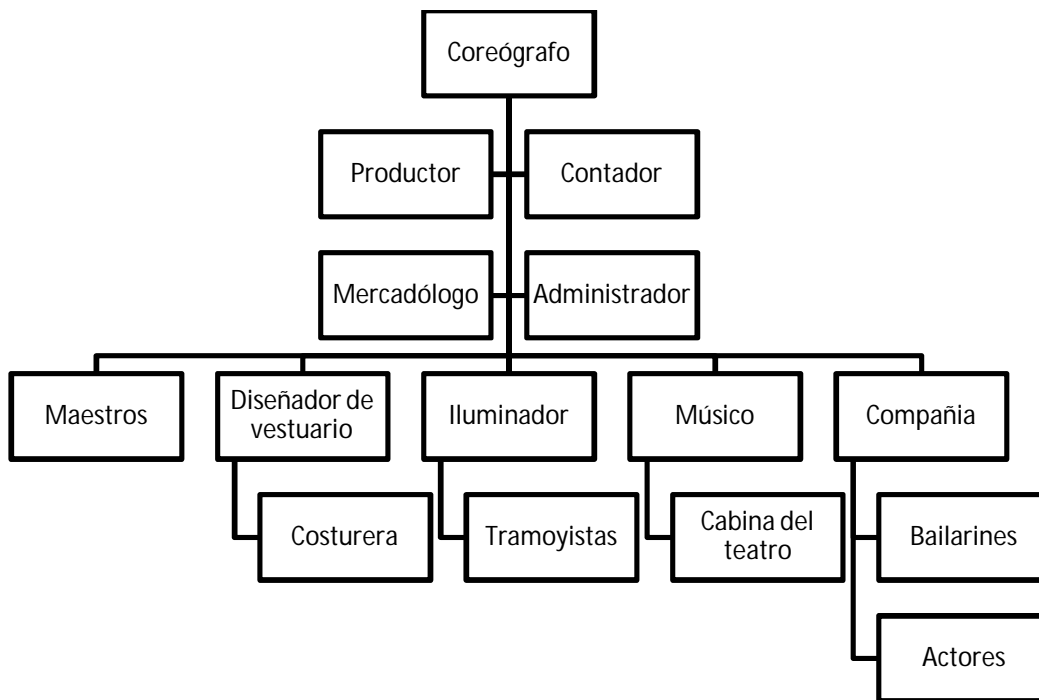 Coreógrafo
Productor
Contador
Mercadólogo
Administrador
Maestros
Diseñador de
vestuario
Iluminador
Músico
Compañia
Costurera
Tramoyistas
Cabina del
teatro
Bailarines
Actores